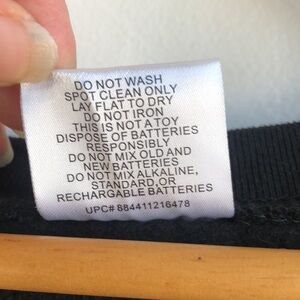 DO NOT WASH
SPOT CLEAN ONLY
LAY FLAT TO DRY
DO NOT IRON
THIS IS NOT A TOY
DISPOSE OF BATTERIES
RESPONSIBLY
DO NOT MIX OLD AND
NEW BATTERIES
DO NOT MIX ALKALINE,
STANDARD, OR
RECHARGABLE BATTERIES
UPC# 884411216478